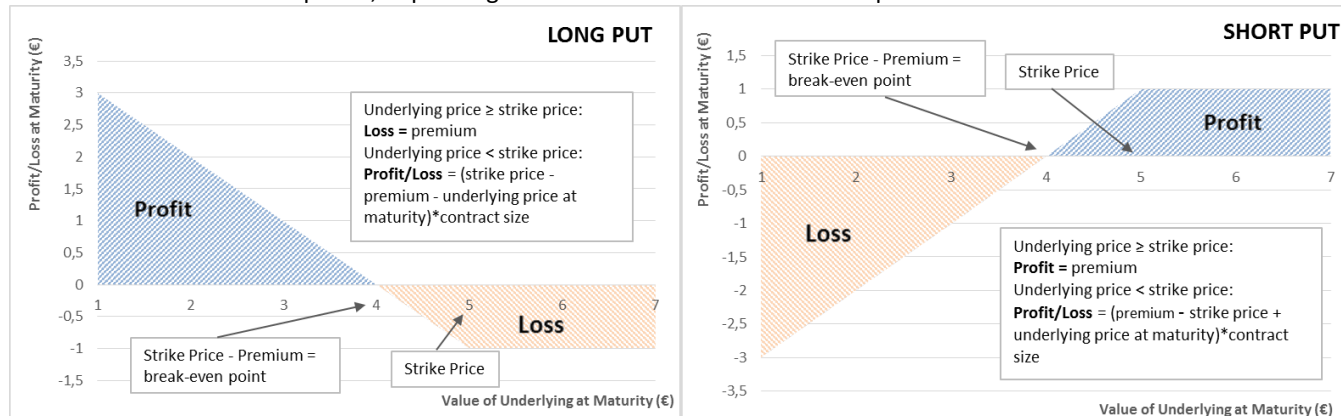 LONG PUT
Profit/Loss at Maturity (€)
3,5
3
2,5
2
1,5
1
0,5
0
-0,5
-1
-1,5
Underlying price ≥ strike price:
Loss = premium
Underlying price < strike price:
Profit/Loss = (strike price -
premium - underlying price at
maturity)*contract size
Profit
1
2
3
4
5
6
7
Loss
Strike Price - Premium =
break-even point
Strike Price
Value of Underlying at Maturity (€)
SHORT PUT
Profit/Loss at Maturity (€)
1,5
1
0,5
0
-0,5
-1
-1,5
-2
-2,5
-3
-3,5
Strike Price - Premium =
break-even point
Strike Price
Profit
1
2
3
4
5
6
7
Loss
Underlying price ≥ strike price:
Profit = premium
Underlying price < strike price:
Profit/Loss = (premium - strike price +
underlying price at maturity)*contract
size
Value of Underlying at Maturity (€)